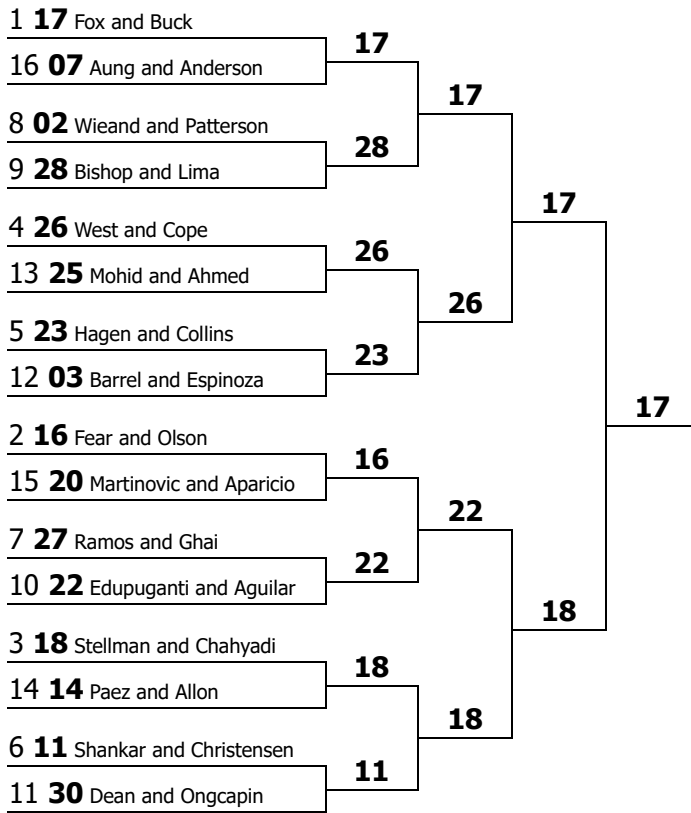 1 17 Fox and Buck
16 07 Aung and Anderson
8 02 Wieand and Patterson
9 28 Bishop and Lima
4 26 West and Cope
13 25 Mohid and Ahmed
5 23 Hagen and Collins
12 03 Barrel and Espinoza
2 16 Fear and Olson
15 20 Martinovic and Aparicio
7 27 Ramos and Ghai
10 22 Edupuganti and Aguilar
3 18 Stellman and Chahyadi
14 14 Paez and Allon
6 11 Shankar and Christensen
11 30 Dean and Ongcapin
17
28
26
23
16
22
18
11
17
26
22
18
17
18
17